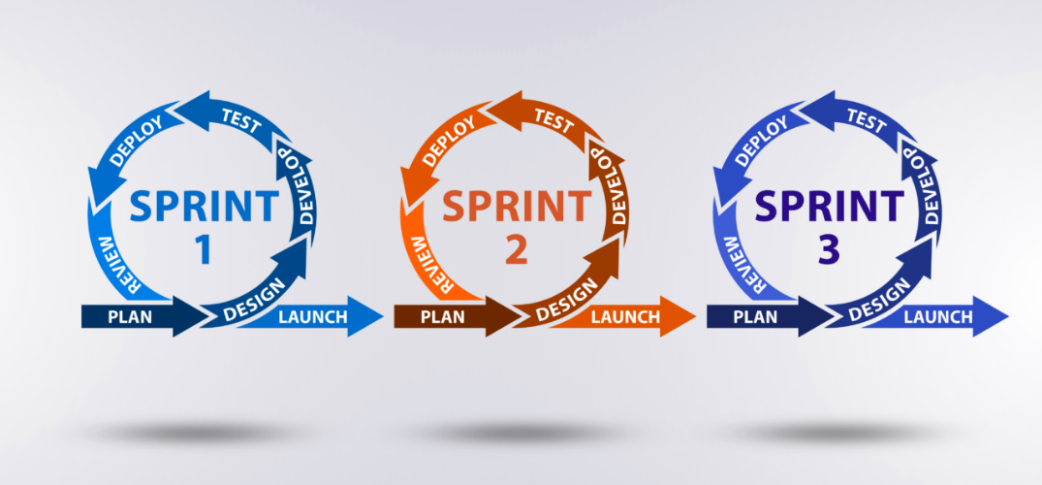 TEST
DEPLOY
DEVELOP
SPRINT
1
REVIEW
DESIGN
PLAN
LAUNCH
TEST
DEPLOY
DEVELOP
SPRINT
2
REVIEW
DESIGN
PLAN
LAUNCH
TEST
DEPLOY
DEVELOP
SPRINT
3
REVIEW
DESIGN
PLAN
LAUNCH